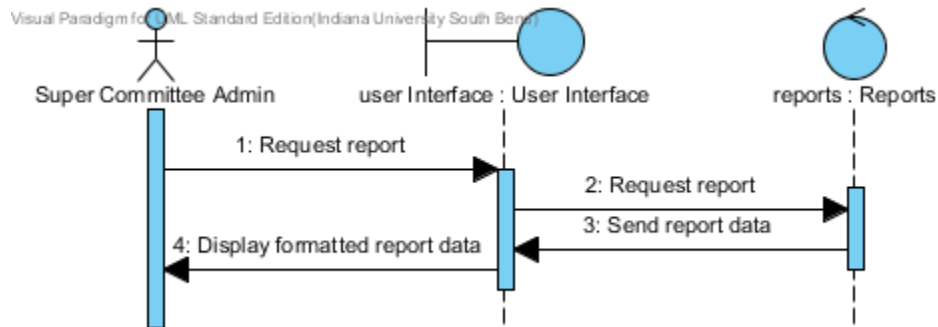 Visual Paradigm for UML Standard Edition(Indiana University South Bend)
Super Committee Admin
user Interface : User Interface
reports : Reports
1: Request report
2: Request report
3: Send report data
4: Display formatted report data